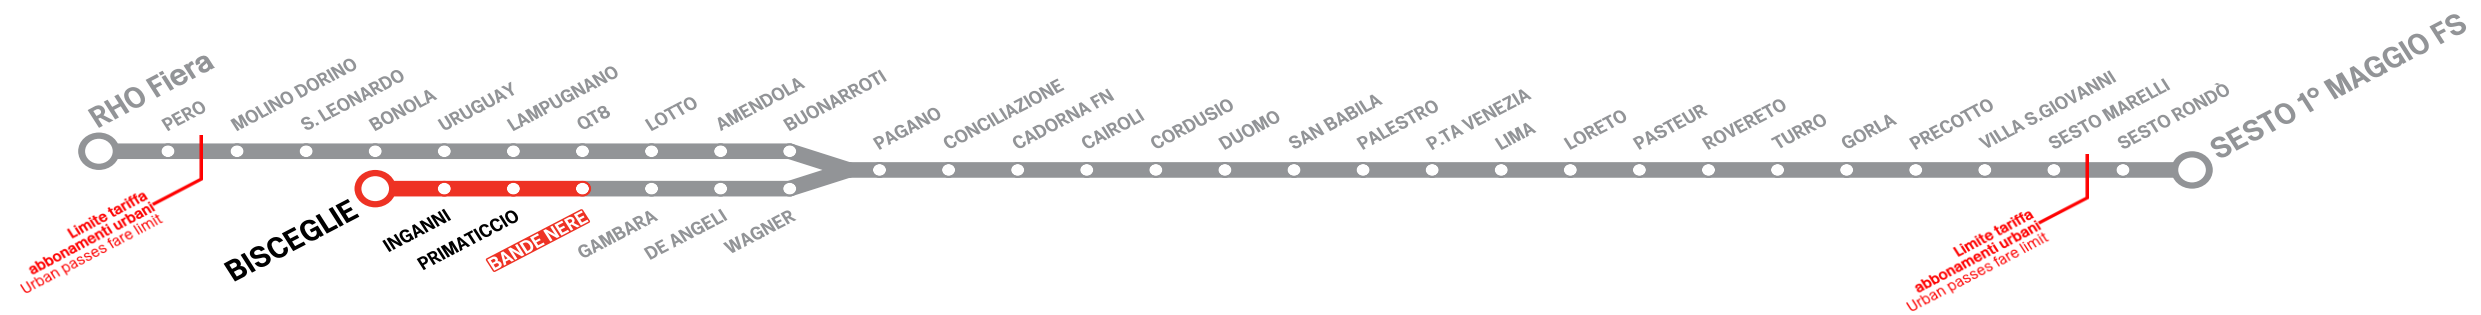 RHO Fiera
PERO
MOLINO DORINO
S. LEONARDO
BONOLA
URUGUAY
LAMPUGNANO
QT8
LOTTO
AMENDOLA
BUONARROTI
PAGANO
CONCILIAZIONE
CADORNA FN
CAIROLI
CORDUSIO
DUOMO
SAN BABILA
PALESTRO
P.TA VENEZIA
LIMA
LORETO
PASTEUR
ROVERETO
TURRO
GORLA
PRECOTTO
VILLA S.GIOVANNI
SESTO MARELLI
SESTO RONDÒ
SESTO 1° MAGGIO FS
Limite tariffa
abbonamenti urbani
Urban passes fare limit
BISCEGLIE
INGANNI
PRIMATICCIO
BANDE NERE
GAMBARA
DE ANGELI
WAGNER
Limite tariffa
abbonamenti urbani
Urban passes fare limit